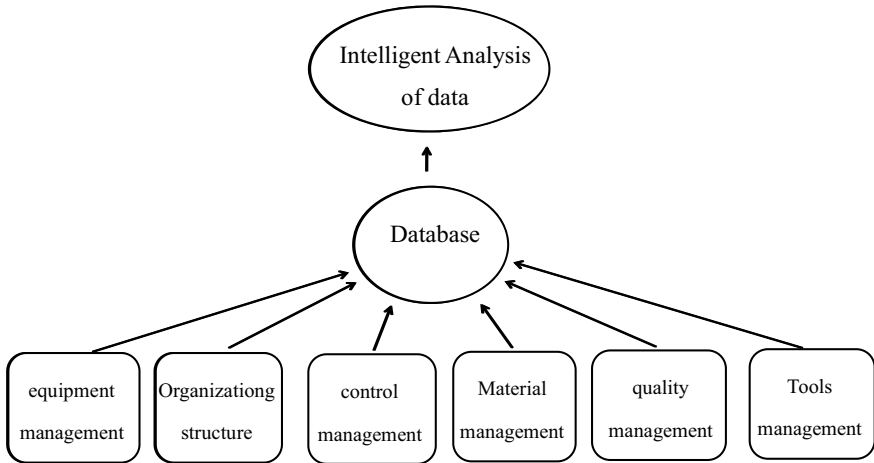 Intelligent Analysis
of data
Database
equipment
management
Organizationg
structure
control
management
Material
management
quality
management
Tools
management